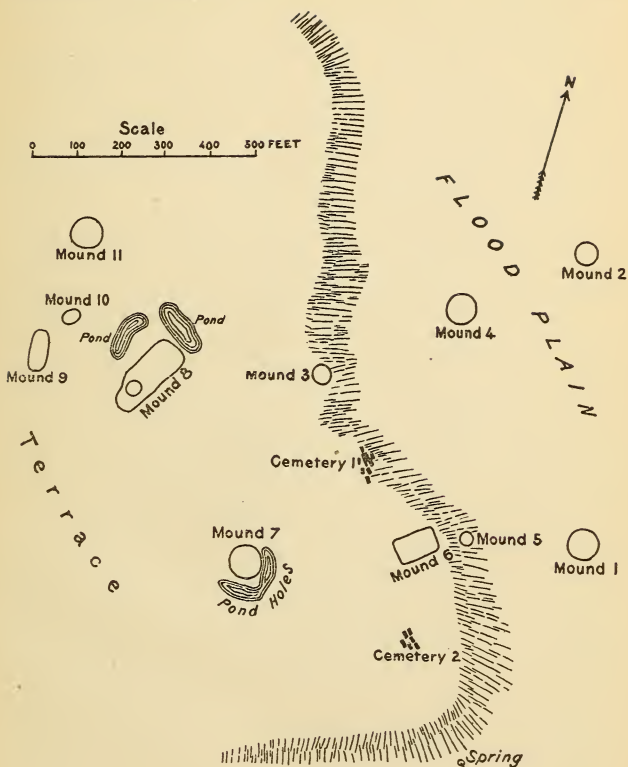 N
Scale
0 100 200 300 400 500 FEET
FLOOD PLAIN
Mound 11
Mound 2
Mound 10
Pond
Pond
Mound 4
Mound 9
Mound 8
Mound 3
Terrace
Cemetery 1
Mound 7
Pond Holes
Mound 6
Mound 5
Mound 1
Cemetery 2
Spring